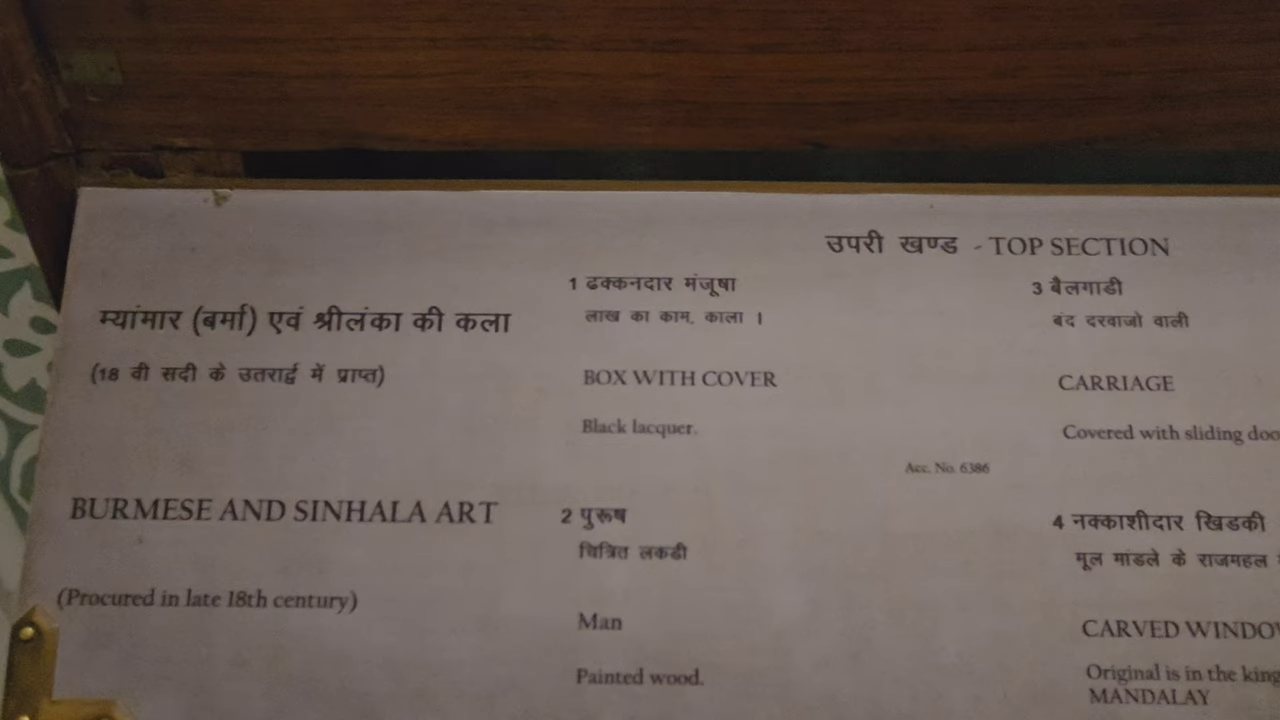 उपरी खण्ड - TOP SECTION
म्यांमार (बर्मा) एवं श्रीलंका की कला
(18 वी सदी के उतरार्द्व में प्राप्त)
BURMESE AND SINHALA ART
(Procured in late 18th century)
1 ढक्कनदार मंजूषा
लाख का काम, काला ।
BOX WITH COVER
Black lacquer.
Acc. No. 6386
2 पुरूष
चित्रित लकडी
Man
Painted wood.
3 बैलगाडी
बंद दरवाजो वाली
CARRIAGE
Covered with sliding
4 नक्काशीदार खिडकी
मूल मांडले के राजमहल
CARVED
Original is in the
MANDALAY